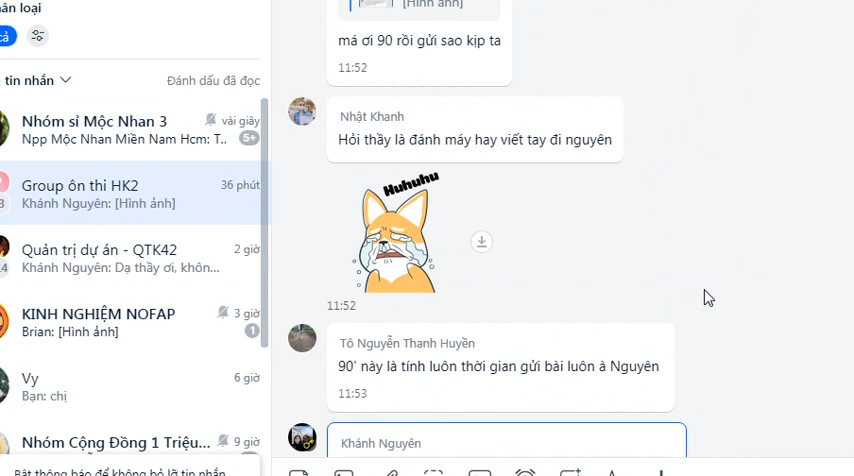 ân loại
cả
tin nhắn
Đánh dấu đã đọc
Nhóm sỉ Mộc Nhan 3
vài giây
Npp Mộc Nhan Miền Nam Hcm: T..
5+
Group ôn thi HK2
36 phút
3
Khánh Nguyên: [Hình ảnh]
Quản trị dự án - QTK42
2 giờ
14
Khánh Nguyên: Dạ thầy ơi, khôn...
KINH NGHIỆM NOFAP
3 giờ
Brian: [Hình ảnh]
1
Vy
6 giờ
Bạn: chị
Nhóm Cộng Đồng 1 Triệu...
9 giờ
Bật thông báo để không bỏ lỡ tin nhắn
[Hình ảnh]
má ơi 90 rồi gửi sao kịp ta
11:52
Nhật Khanh
Hỏi thầy là đánh máy hay viết tay đi nguyên
Huhuhu
11:52
Tô Nguyễn Thanh Huyền
90' này là tính luôn thời gian gửi bài luôn à Nguyên
11:53
Khánh Nguyên